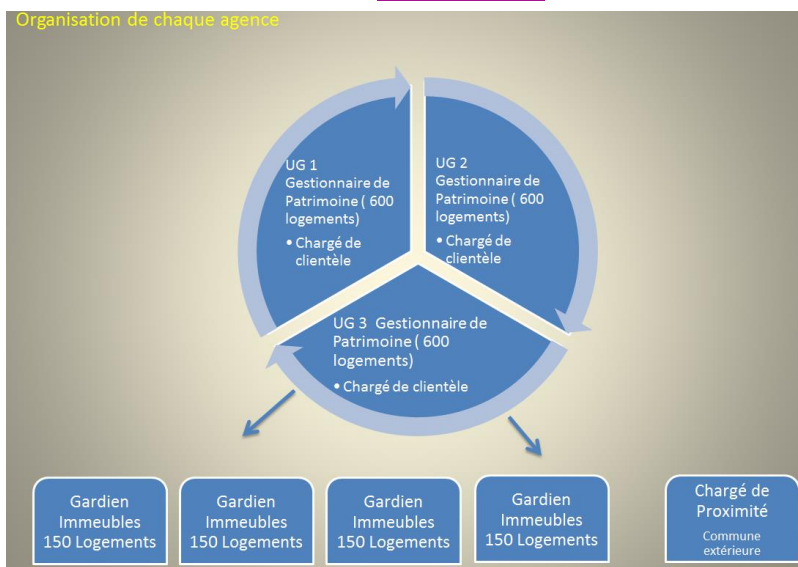 Organisation de chaque agence
UG 1
Gestionnaire de
Patrimoine ( 600
logements)
• Chargé de
clientèle
UG 2
Gestionnaire de
Patrimoine ( 600
logements)
• Chargé de
clientèle
UG 3 Gestionnaire de
Patrimoine ( 600
logements)
• Chargé de clientèle
Gardien
Immeubles
150 Logements
Gardien
Immeubles
150 Logements
Gardien
Immeubles
150 Logements
Gardien
Immeubles
150 Logements
Chargé de
Proximité
Commune
extérieure